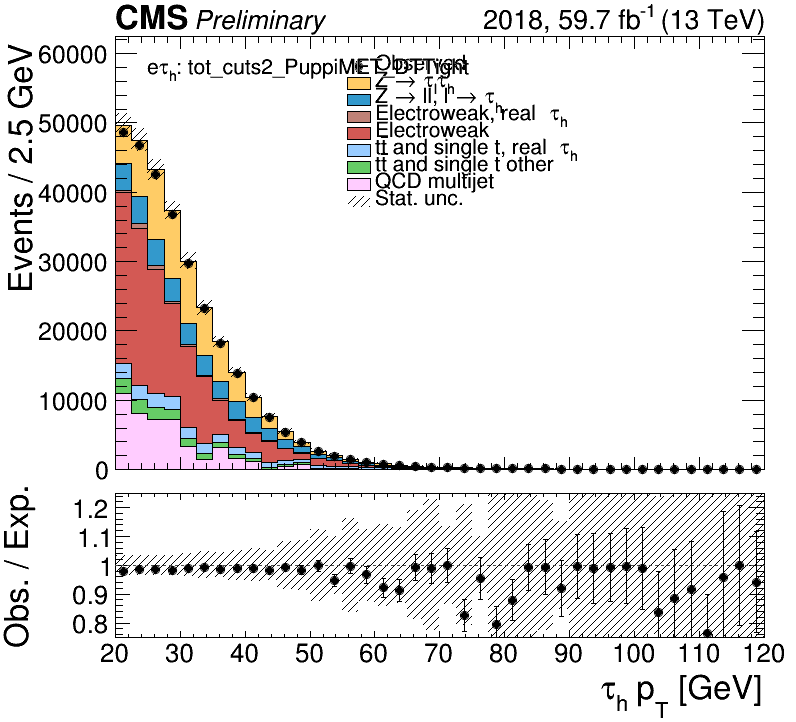 CMS Preliminary 2018, 59.7 fb⁻¹ (13 TeV)
Events / 2.5 GeV
60000
50000
40000
30000
20000
10000
0
eτh: tot_cuts2_PuppiMET_DTTight
Observed
Z → τlτh
Z → ll, l → τh
Electroweak, real τh
Electroweak
tt and single t, real τh
tt and single t other
QCD multijet
Stat. unc.
Obs. / Exp.
1.2
1.1
1
0.9
0.8
20 30 40 50 60 70 80 90 100 110 120
τh pT [GeV]